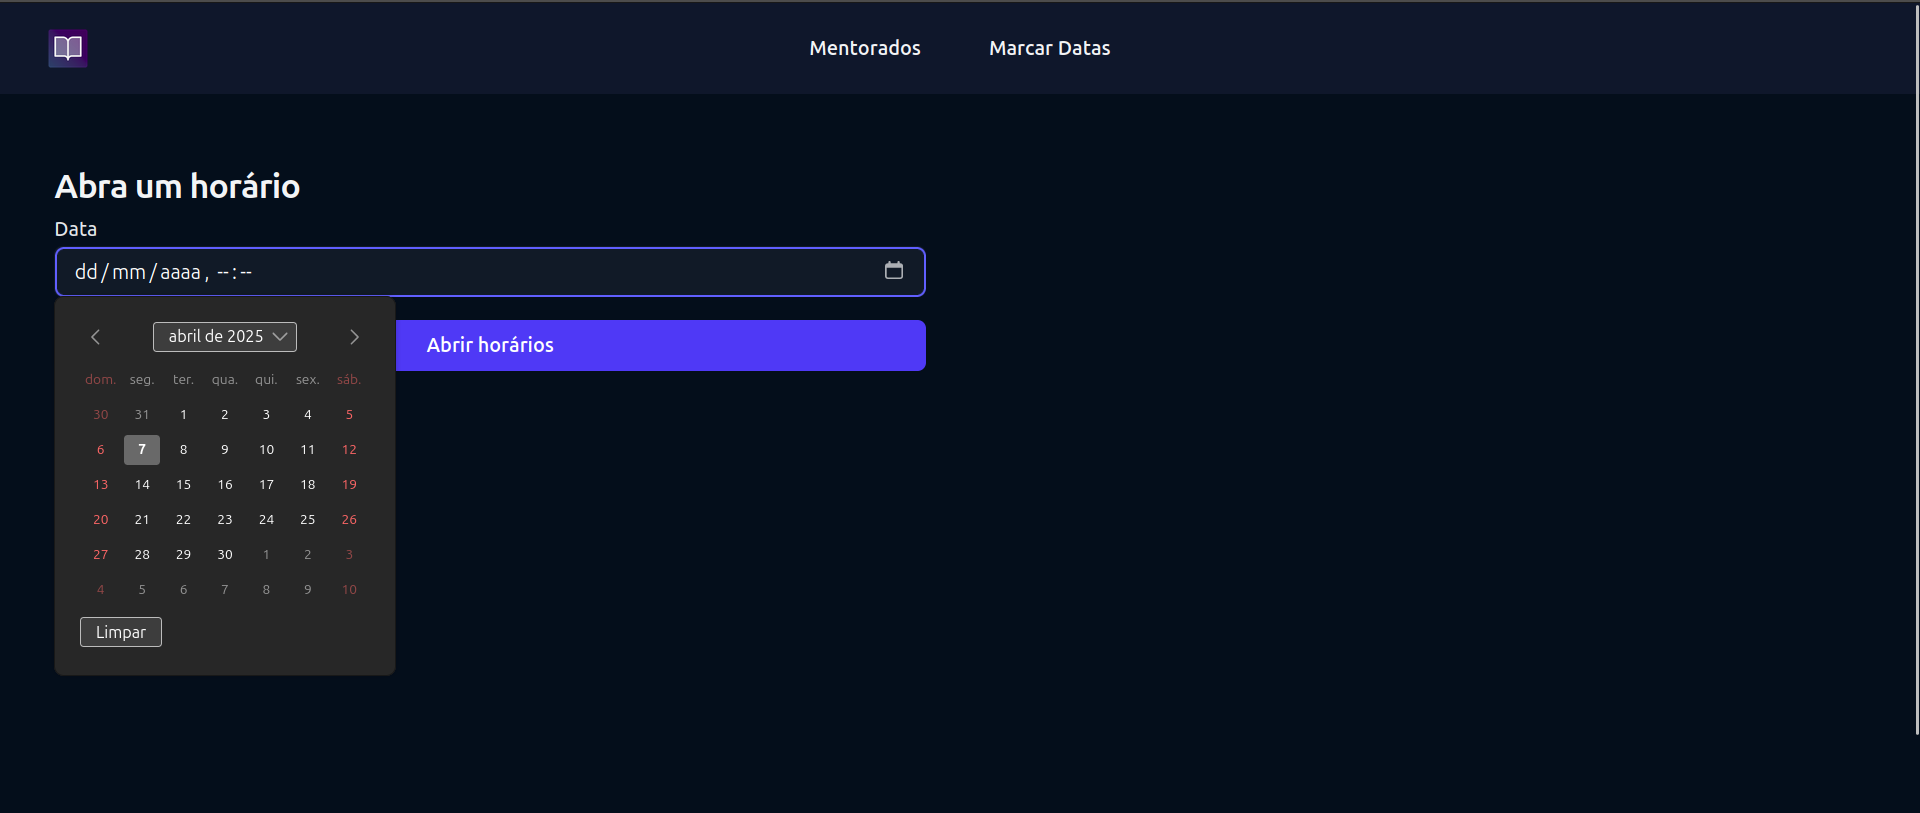 Mentorados Marcar Datas
Abra um horário
Data
dd/mm/aaaa, --:--
abril de 2025
Abrir horários
dom. seg. ter. qua. qui. sex. sáb.
30 31 1 2 3 4 5
6 7 8 9 10 11 12
13 14 15 16 17 18 19
20 21 22 23 24 25 26
27 28 29 30 1 2 3
4 5 6 7 8 9 10
Limpar